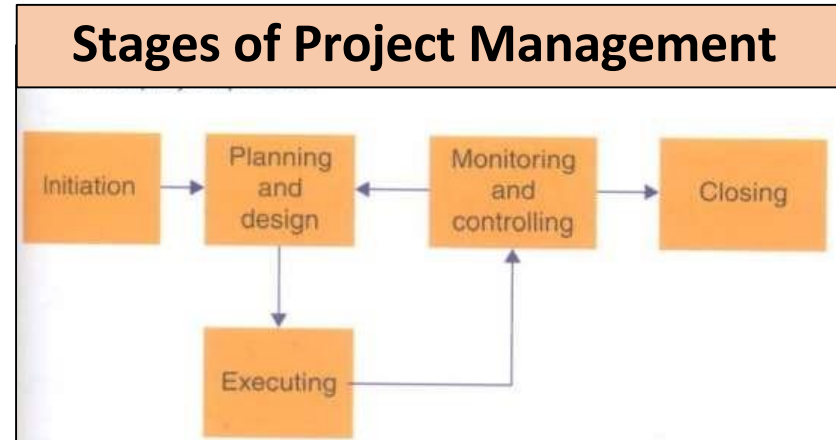 Stages of Project Management
Initiation
Planning
and
design
Monitoring
and
controlling
Closing
Executing